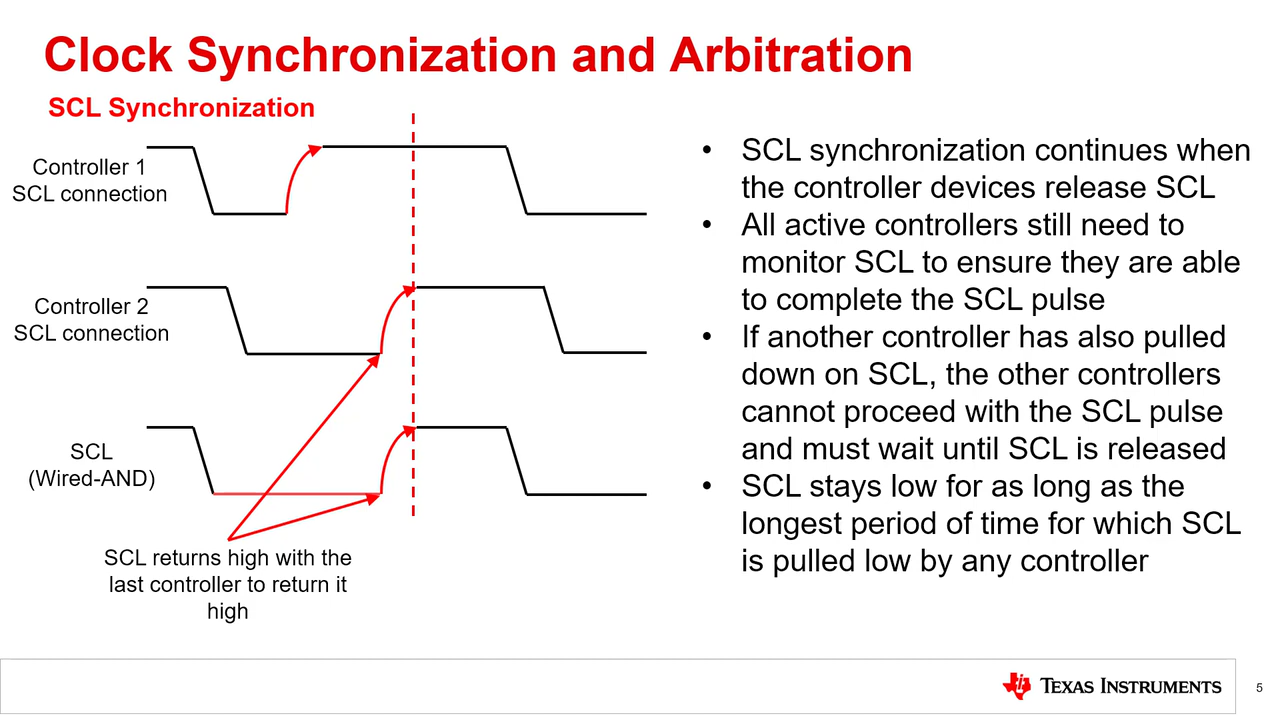 Clock Synchronization and Arbitration
SCL Synchronization
Controller 1
SCL connection
Controller 2
SCL connection
SCL
(Wired-AND)
SCL returns high with the
last controller to return it
high
• SCL synchronization continues when
the controller devices release SCL
• All active controllers still need to
monitor SCL to ensure they are able
to complete the SCL pulse
• If another controller has also pulled
down on SCL, the other controllers
cannot proceed with the SCL pulse
and must wait until SCL is released
• SCL stays low for as long as the
longest period of time for which SCL
is pulled low by any controller
TEXAS INSTRUMENTS
5